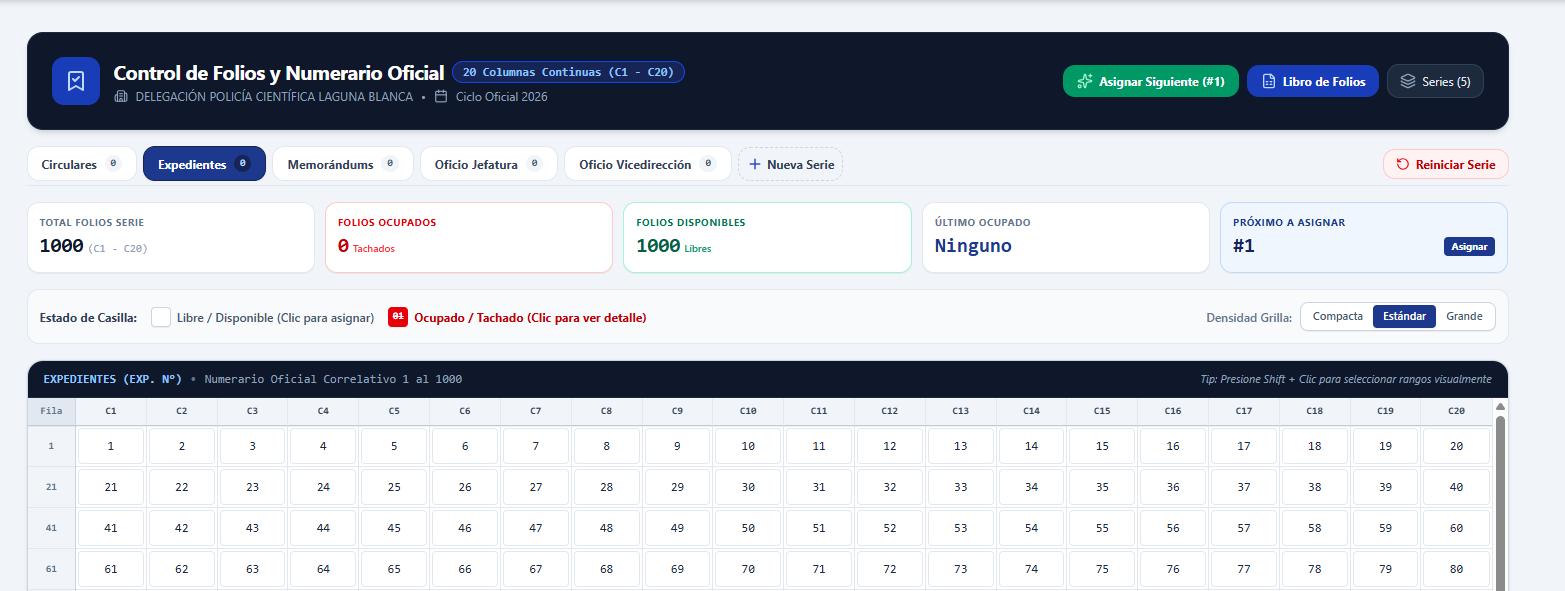 Control de Folios y Numerario Oficial 20 Columnas Continuas (C1 - C20)
DELEGACIÓN POLICÍA CIENTÍFICA LAGUNA BLANCA • Ciclo Oficial 2026
Asignar Siguiente (#1) Libro de Folios Series (5)
Circulares 0 Expedientes 0 Memorándums 0 Oficio Jefatura 0 Oficio Vicedirección 0 + Nueva Serie Reiniciar Serie
TOTAL FOLIOS SERIE
1000 (C1 - C20)
FOLIOS OCUPADOS
0 Tachados
FOLIOS DISPONIBLES
1000 Libres
ÚLTIMO OCUPADO
Ninguno
PRÓXIMO A ASIGNAR
#1 Asignar
Estado de Casilla: Libre / Disponible (Clic para asignar) 01 Ocupado / Tachado (Clic para ver detalle) Densidad Grilla: Compacta Estándar Grande
EXPEDIENTES (EXP. Nº) • Numerario Oficial Correlativo 1 al 1000 Tip: Presione Shift + Clic para seleccionar rangos visualmente
Fila C1 C2 C3 C4 C5 C6 C7 C8 C9 C10 C11 C12 C13 C14 C15 C16 C17 C18 C19 C20
1 1 2 3 4 5 6 7 8 9 10 11 12 13 14 15 16 17 18 19 20
21 21 22 23 24 25 26 27 28 29 30 31 32 33 34 35 36 37 38 39 40
41 41 42 43 44 45 46 47 48 49 50 51 52 53 54 55 56 57 58 59 60
61 61 62 63 64 65 66 67 68 69 70 71 72 73 74 75 76 77 78 79 80